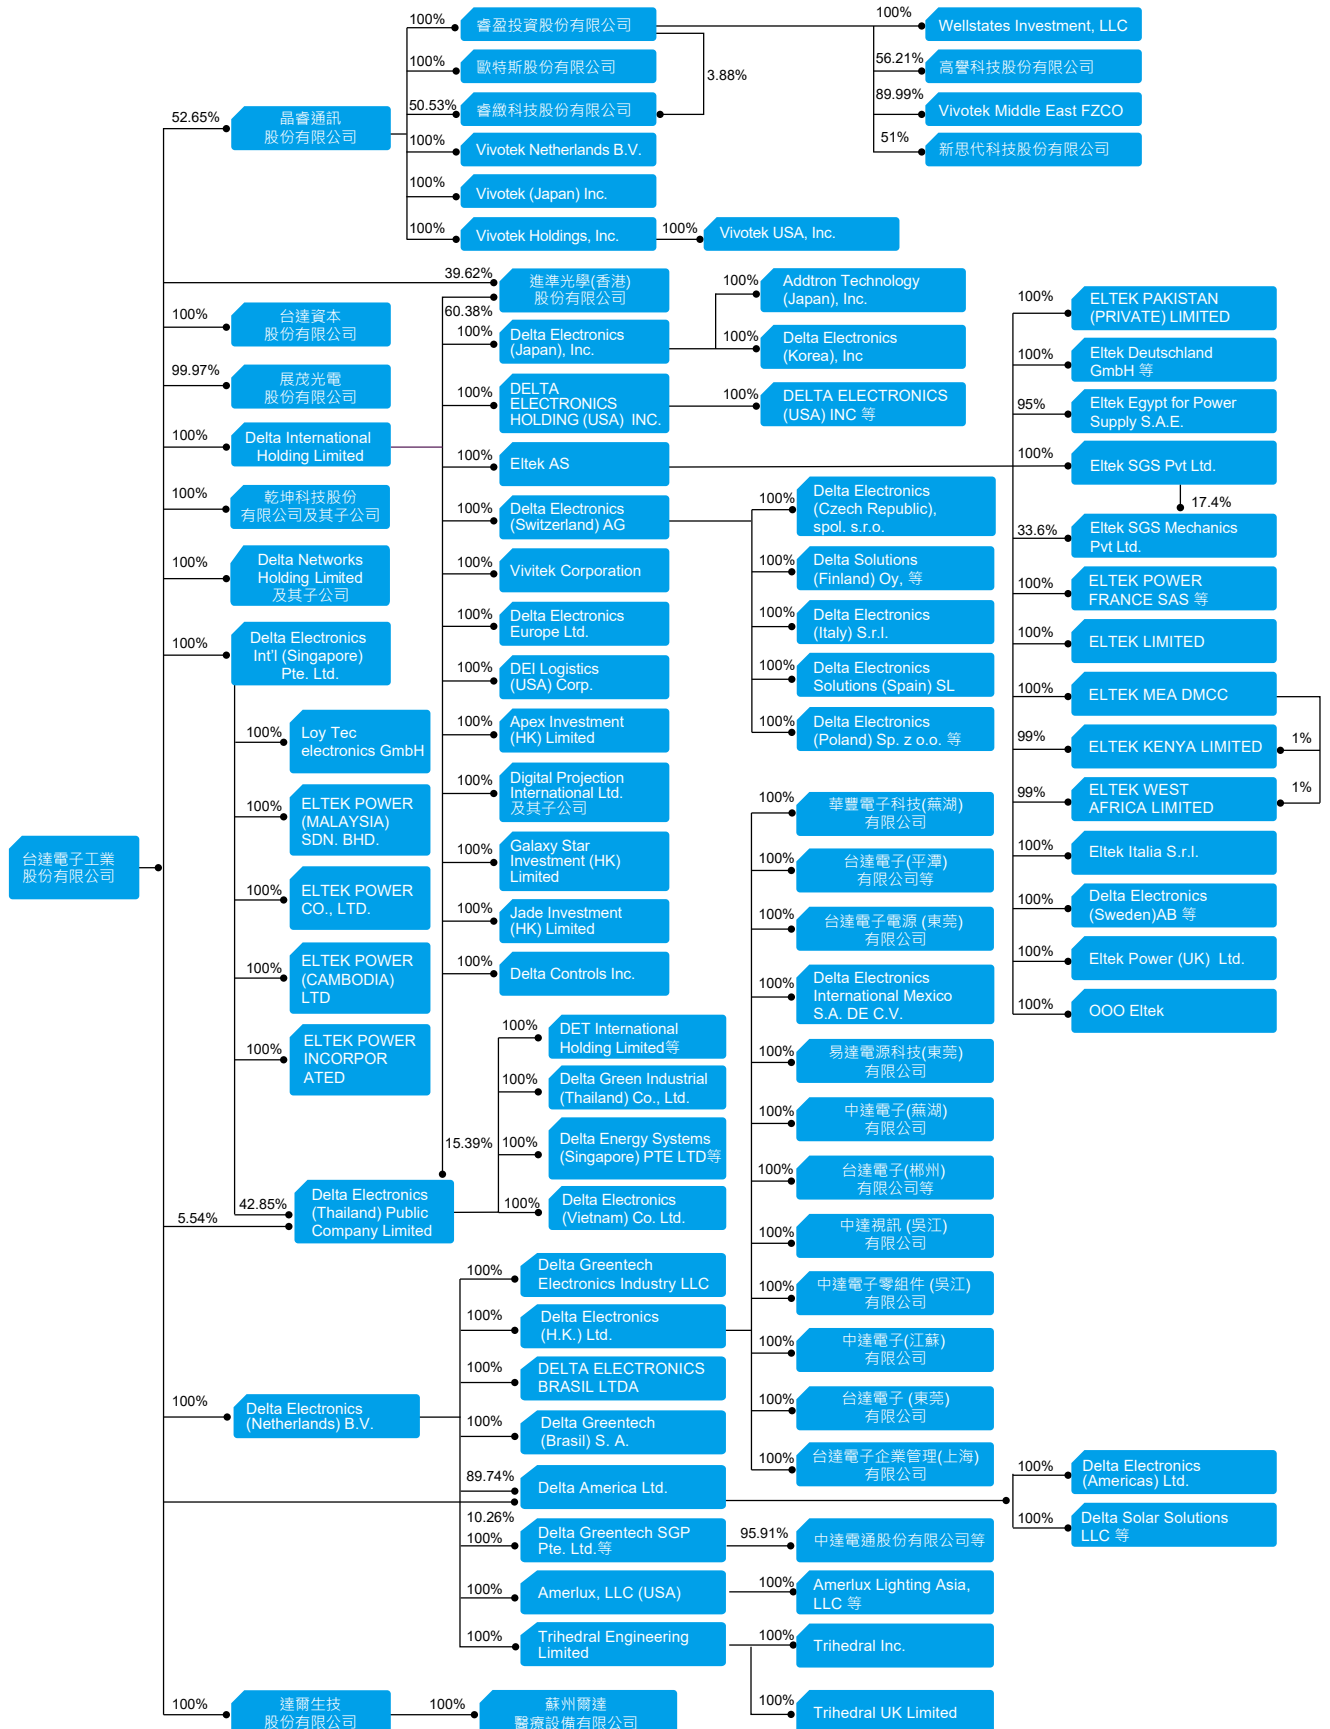 台達電子工業
股份有限公司
52.65%
晶睿通訊
股份有限公司
100%
睿盈投資股份有限公司
100%
歐特斯股份有限公司
50.53%
睿緻科技股份有限公司
3.88%
100%
Vivotek Netherlands B.V.
100%
Vivotek (Japan) Inc.
100%
Vivotek Holdings, Inc.
100%
Vivotek USA, Inc.
100%
Wellstates Investment, LLC
56.21%
高譽科技股份有限公司
89.99%
Vivotek Middle East FZCO
51%
新思代科技股份有限公司
39.62%
進準光學(香港)
股份有限公司
60.38%
100%
台達資本
股份有限公司
99.97%
展茂光電
股份有限公司
100%
Delta International
Holding Limited
100%
乾坤科技股份
有限公司及其子公司
100%
Delta Networks
Holding Limited
及其子公司
100%
Delta Electronics
Int'l (Singapore)
Pte. Ltd.
100%
Loy Tec
electronics GmbH
100%
ELTEK POWER
(MALAYSIA)
SDN. BHD.
100%
ELTEK POWER
CO., LTD.
100%
ELTEK POWER
(CAMBODIA)
LTD
100%
ELTEK POWER
INCORPOR
ATED
42.85%
5.54%
15.39%
Delta Electronics
(Thailand) Public
Company Limited
100%
DET International
Holding Limited等
100%
Delta Green Industrial
(Thailand) Co., Ltd.
100%
Delta Energy Systems
(Singapore) PTE LTD等
100%
Delta Electronics
(Vietnam) Co. Ltd.
100%
Delta Electronics
(Japan), Inc.
100%
Addtron Technology
(Japan), Inc.
100%
Delta Electronics
(Korea), Inc
100%
DELTA
ELECTRONICS
HOLDING (USA) INC.
100%
DELTA ELECTRONICS
(USA) INC 等
100%
Eltek AS
100%
Delta Electronics
(Switzerland) AG
100%
Delta Electronics
(Czech Republic),
spol. s.r.o.
100%
Delta Solutions
(Finland) Oy, 等
100%
Delta Electronics
(Italy) S.r.l.
100%
Delta Electronics
Solutions (Spain) SL
100%
Delta Electronics
(Poland) Sp. z o.o. 等
100%
Vivitek Corporation
100%
Delta Electronics
Europe Ltd.
100%
DEI Logistics
(USA) Corp.
100%
Apex Investment
(HK) Limited
100%
Digital Projection
International Ltd.
及其子公司
100%
Galaxy Star
Investment (HK)
Limited
100%
Jade Investment
(HK) Limited
100%
Delta Controls Inc.
100%
ELTEK PAKISTAN
(PRIVATE) LIMITED
100%
Eltek Deutschland
GmbH 等
95%
Eltek Egypt for Power
Supply S.A.E.
100%
Eltek SGS Pvt Ltd.
17.4%
33.6%
Eltek SGS Mechanics
Pvt Ltd.
100%
ELTEK POWER
FRANCE SAS 等
100%
ELTEK LIMITED
100%
ELTEK MEA DMCC
99%
ELTEK KENYA LIMITED
1%
99%
ELTEK WEST
AFRICA LIMITED
1%
100%
Eltek Italia S.r.l.
100%
Delta Electronics
(Sweden)AB 等
100%
Eltek Power (UK) Ltd.
100%
OOO Eltek
100%
Delta Electronics
(Netherlands) B.V.
100%
Delta Greentech
Electronics Industry LLC
100%
Delta Electronics
(H.K.) Ltd.
100%
DELTA ELECTRONICS
BRASIL LTDA
100%
Delta Greentech
(Brasil) S. A.
89.74%
Delta America Ltd.
10.26%
100%
Delta Greentech SGP
Pte. Ltd.等
95.91%
中達電通股份有限公司等
100%
Amerlux, LLC (USA)
100%
Amerlux Lighting Asia,
LLC 等
100%
Trihedral Engineering
Limited
100%
Trihedral Inc.
100%
Trihedral UK Limited
100%
華豐電子科技(蕪湖)
有限公司
100%
台達電子(平潭)
有限公司等
100%
台達電子電源 (東莞)
有限公司
100%
Delta Electronics
International Mexico
S.A. DE C.V.
100%
易達電源科技(東莞)
有限公司
100%
中達電子(蕪湖)
有限公司
100%
台達電子(郴州)
有限公司等
100%
中達視訊 (吳江)
有限公司
100%
中達電子零組件 (吳江)
有限公司
100%
中達電子(江蘇)
有限公司
100%
台達電子 (東莞)
有限公司
100%
台達電子企業管理(上海)
有限公司
100%
Delta Electronics
(Americas) Ltd.
100%
Delta Solar Solutions
LLC 等
100%
達爾生技
股份有限公司
100%
蘇州爾達
醫療設備有限公司